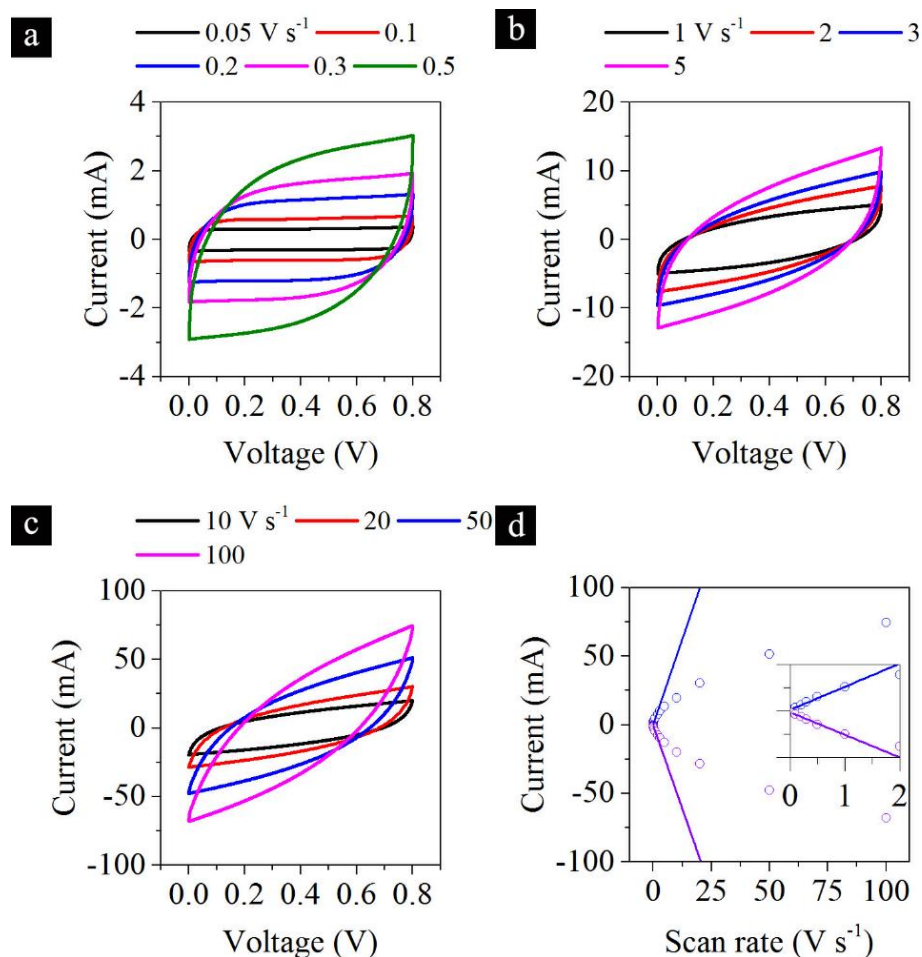 a
0.05 V s⁻¹ 0.1
0.2 0.3 0.5
4
2
0
-2
-4
Current (mA)
0.0 0.2 0.4 0.6 0.8
Voltage (V)
b
1 V s⁻¹ 2 3
5
20
10
0
-10
-20
Current (mA)
0.0 0.2 0.4 0.6 0.8
Voltage (V)
c
10 V s⁻¹ 20 50
100
100
50
0
-50
-100
Current (mA)
0.0 0.2 0.4 0.6 0.8
Voltage (V)
d
100
50
0
-50
-100
Current (mA)
0 1 2
0 25 50 75 100
Scan rate (V s⁻¹)